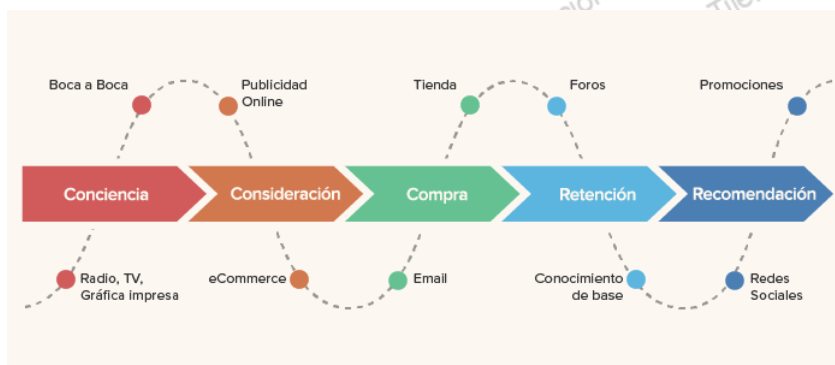 Boca a Boca
Publicidad
Online
Tienda
Foros
Promociones
Conciencia
Consideración
Compra
Retención
Recomendación
Radio, TV,
Gráfica impresa
eCommerce
Email
Conocimiento
de base
Redes
Sociales